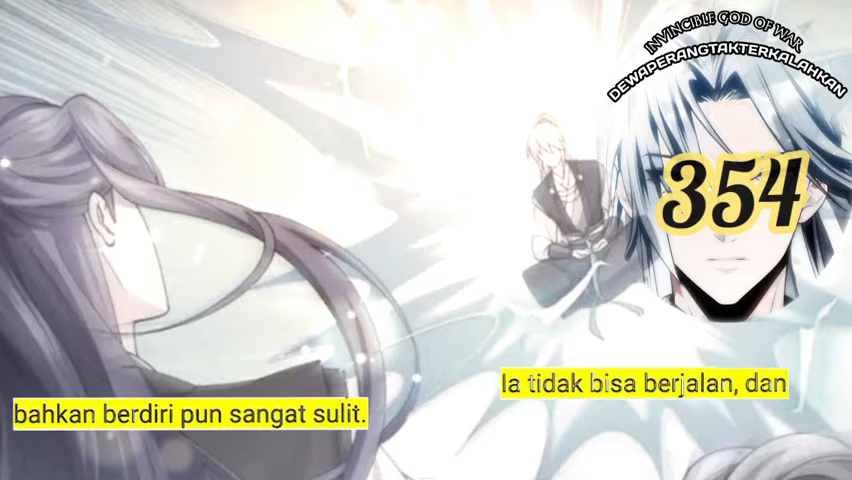 INVINCIBLE GOD OF WAR
DEWAPERANGTAKTERKALAHKAN
354
Ia tidak bisa berjalan, dan
bahkan berdiri pun sangat sulit.